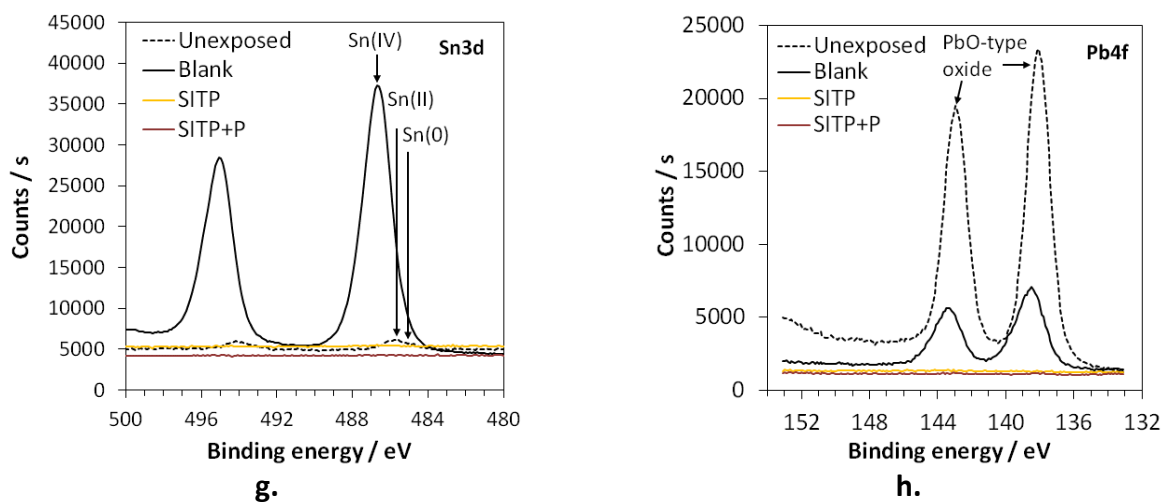 45000
40000
35000
30000
25000
20000
15000
10000
5000
0
Counts / s
Unexposed
Blank
SITP
SITP+P
Sn(IV)
Sn3d
Sn(II)
Sn(0)
500 496 492 488 484 480
Binding energy / eV
g.
25000
20000
15000
10000
5000
0
Counts / s
Unexposed
Blank
SITP
SITP+P
PbO-type
oxide
Pb4f
152 148 144 140 136 132
Binding energy / eV
h.